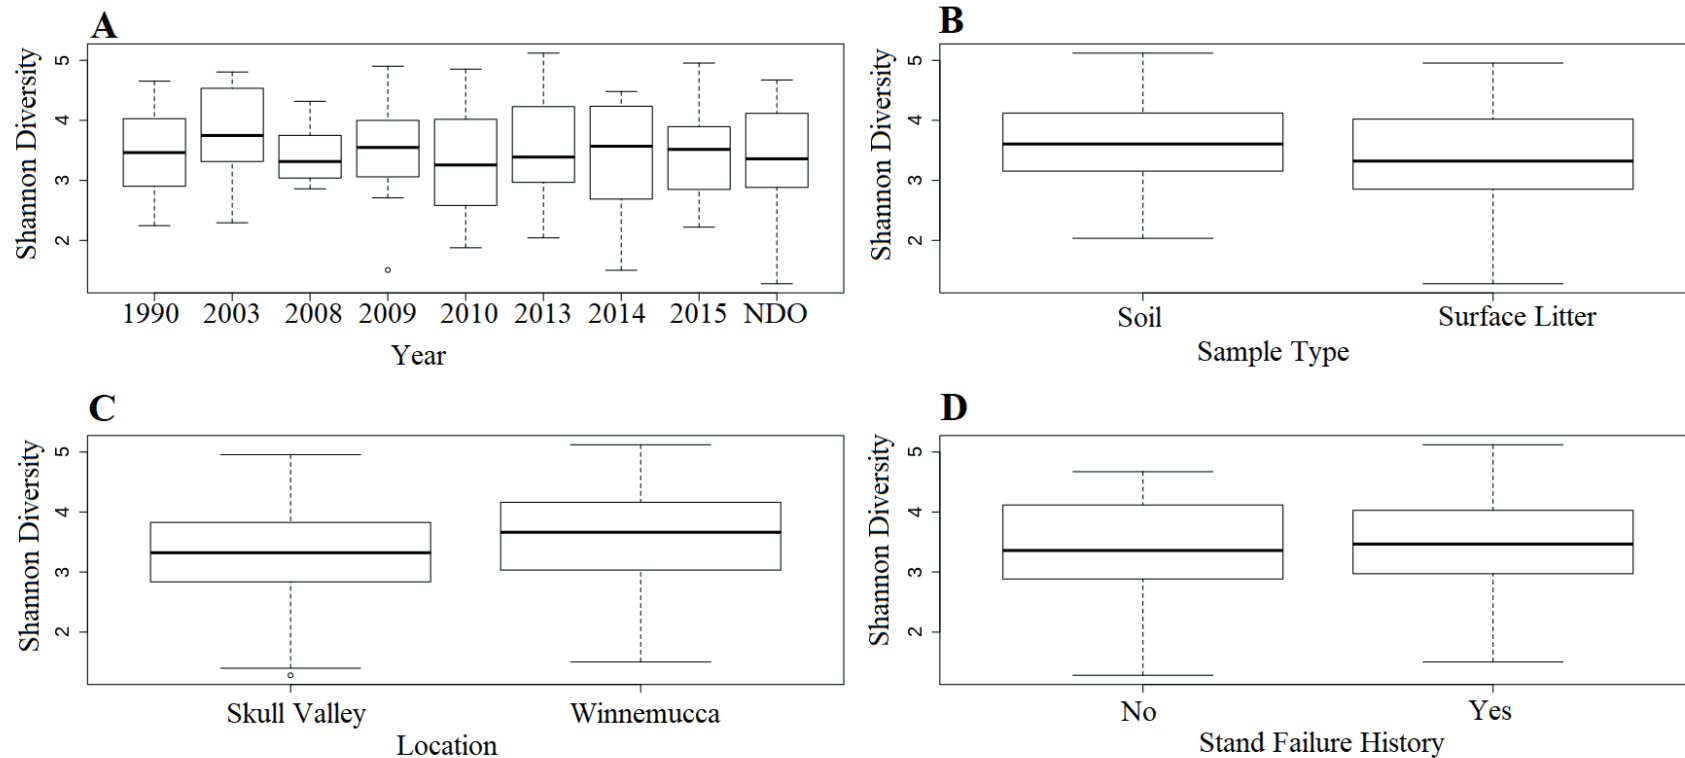 A
Shannon Diversity
5
4
3
2
1990 2003 2008 2009 2010 2013 2014 2015 NDO
Year
B
Shannon Diversity
5
4
3
2
Soil Surface Litter
Sample Type
C
Shannon Diversity
5
4
3
2
Skull Valley Winnemucca
Location
D
Shannon Diversity
5
4
3
2
No Yes
Stand Failure History